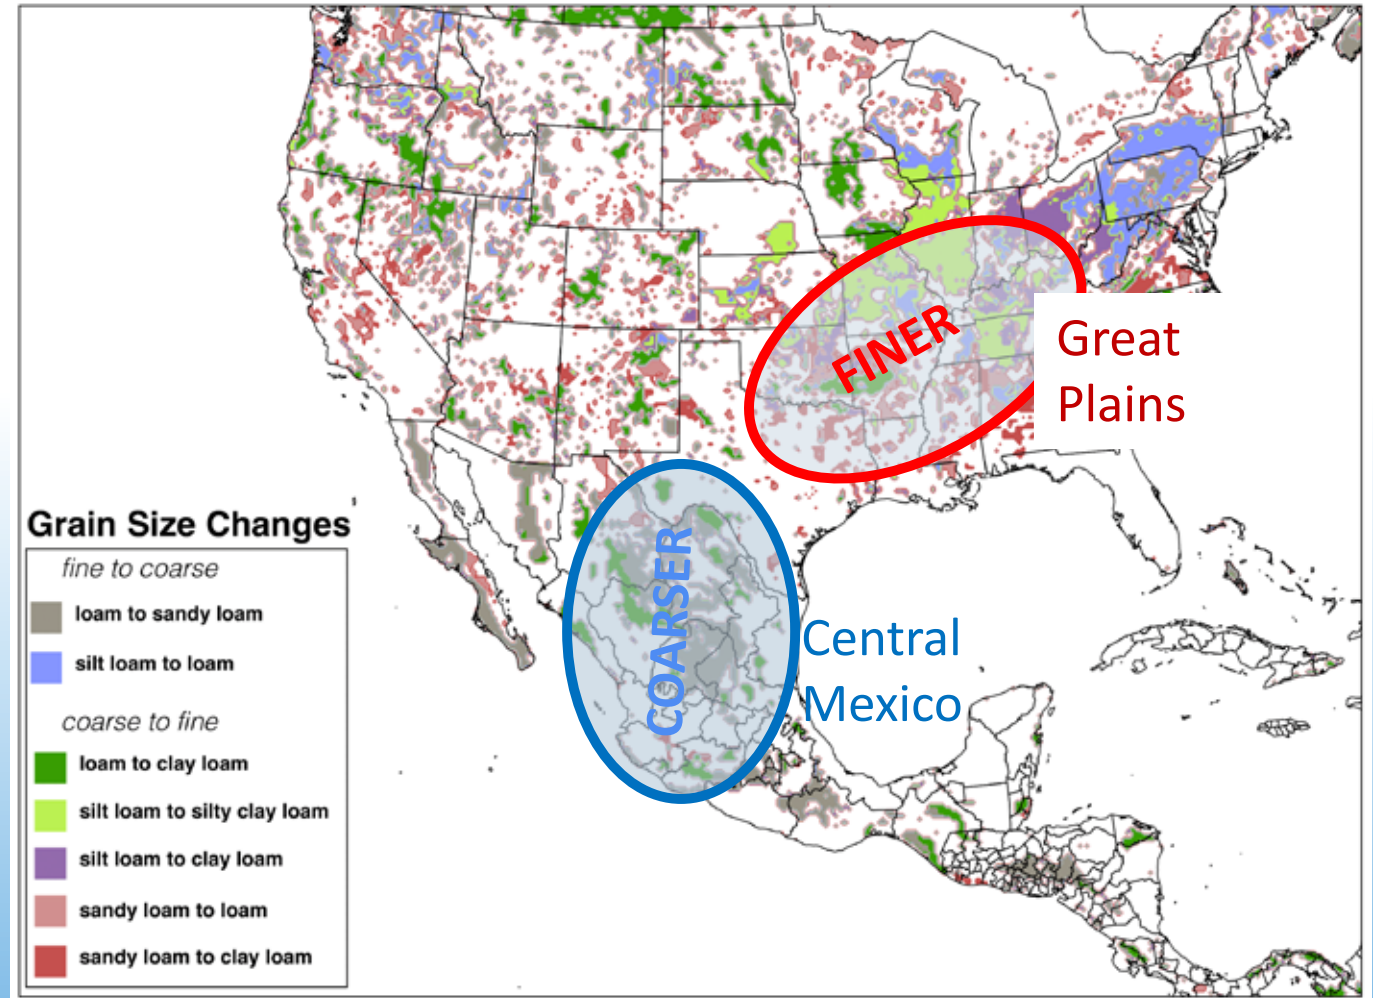 FINER
Great
Plains
COARSER
Central
Mexico
Grain Size Changes
fine to coarse
loam to sandy loam
silt loam to loam
coarse to fine
loam to clay loam
silt loam to silty clay loam
silt loam to clay loam
sandy loam to loam
sandy loam to clay loam